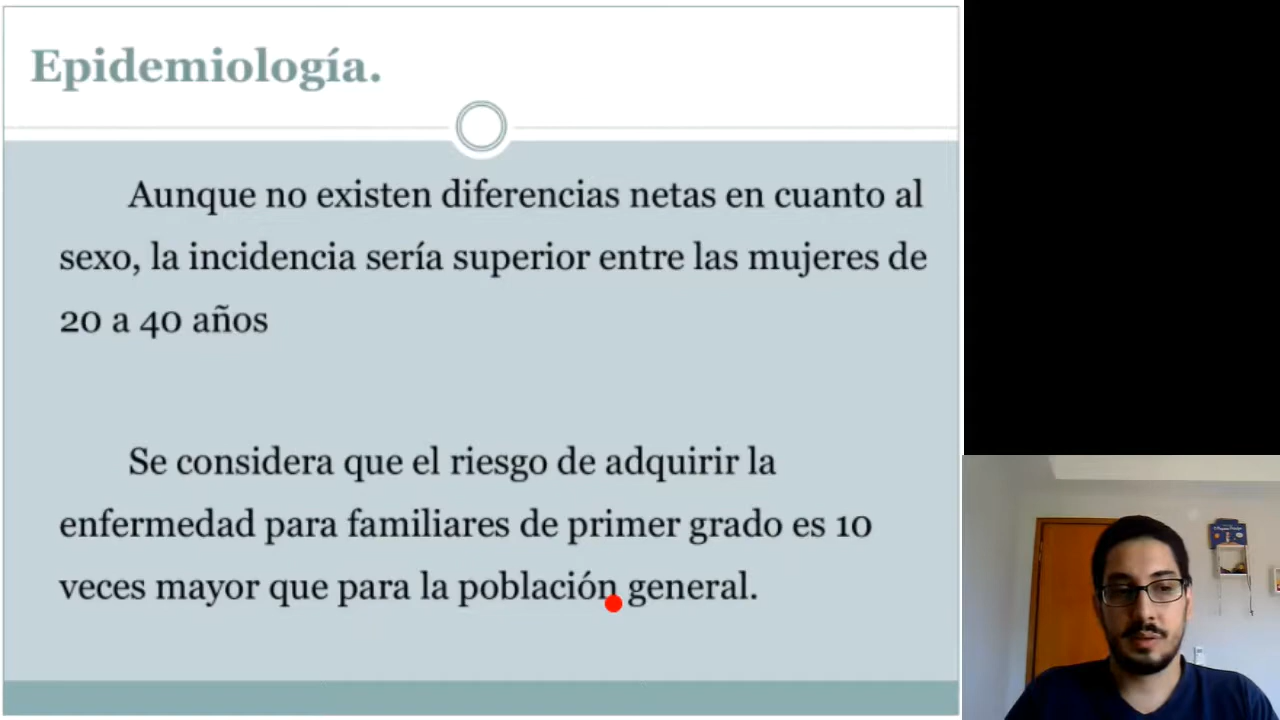 Epidemiología.
Aunque no existen diferencias netas en cuanto al
sexo, la incidencia sería superior entre las mujeres de
20 a 40 años
Se considera que el riesgo de adquirir la
enfermedad para familiares de primer grado es 10
veces mayor que para la población general.